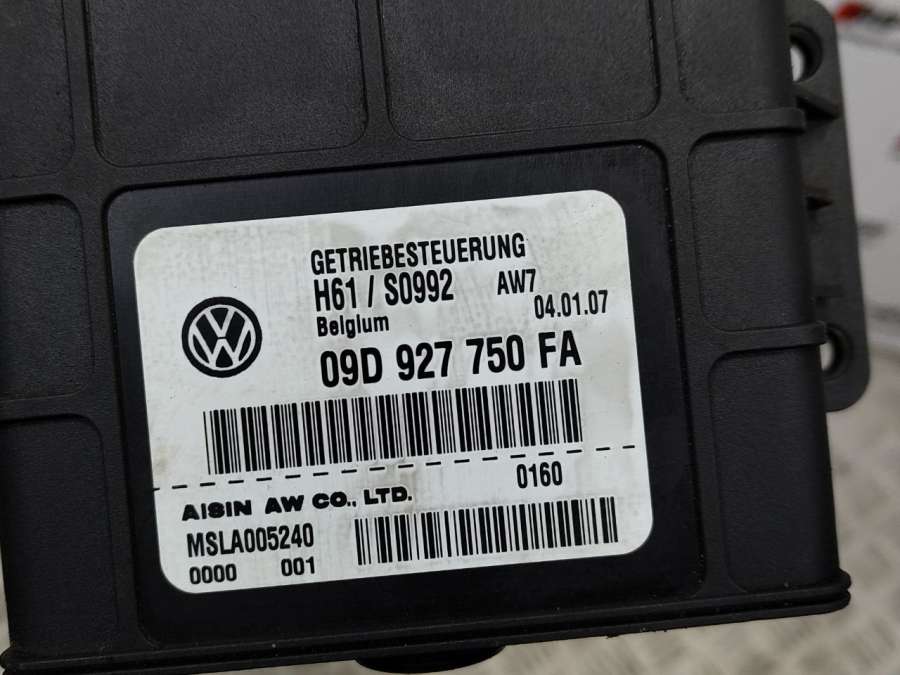 GETRIEBESTEUERUNG
H61 / S0992 AW7
Belgium 04.01.07
09D 927 750 FA
0160
AISIN AW CO., LTD.
MSLA005240
0000 001